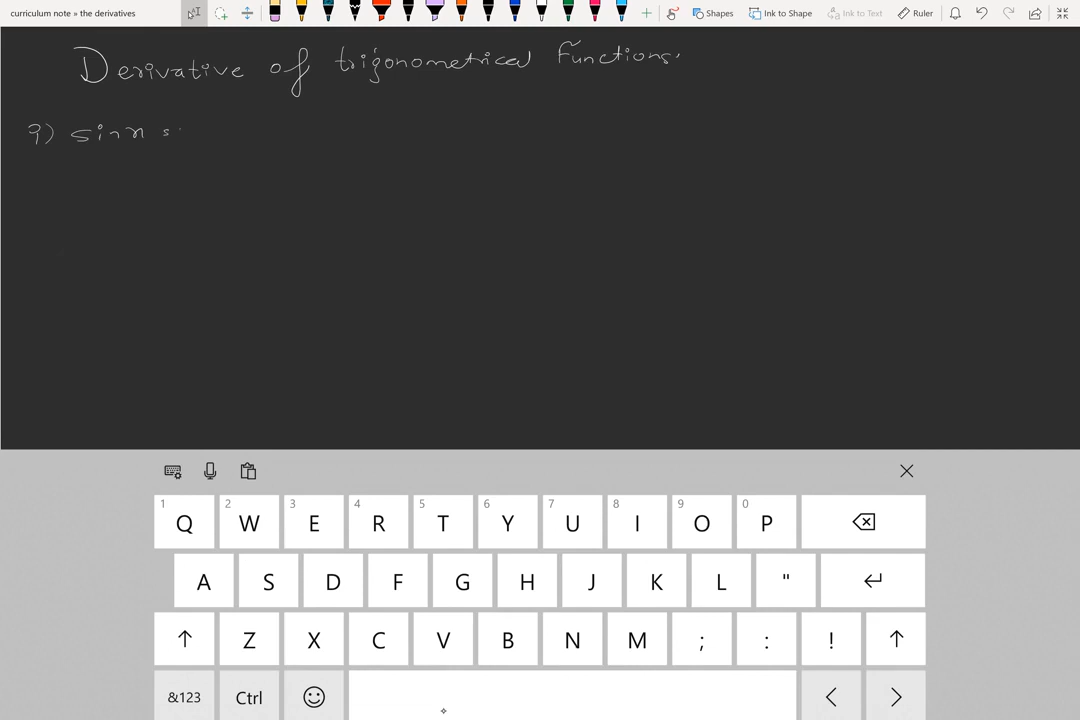 curriculum note » the derivatives
Shapes Ink to Shape Ink to Text Ruler
Derivative of trigonometrical Functions.
i) sinx
1 Q 2 W 3 E 4 R 5 T 6 Y 7 U 8 I 9 O 0 P
A S D F G H J K L "
Z X C V B N M ; : !
&123 Ctrl < >